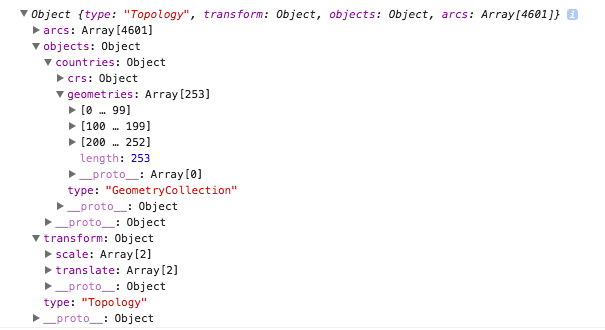 Object {type: "Topology", transform: Object, objects: Object, arcs: Array[4601]} i
arcs: Array[4601]
objects: Object
countries: Object
crs: Object
geometries: Array[253]
[0 … 99]
[100 … 199]
[200 … 252]
length: 253
__proto__: Array[0]
type: "GeometryCollection"
__proto__: Object
__proto__: Object
transform: Object
scale: Array[2]
translate: Array[2]
__proto__: Object
type: "Topology"
__proto__: Object